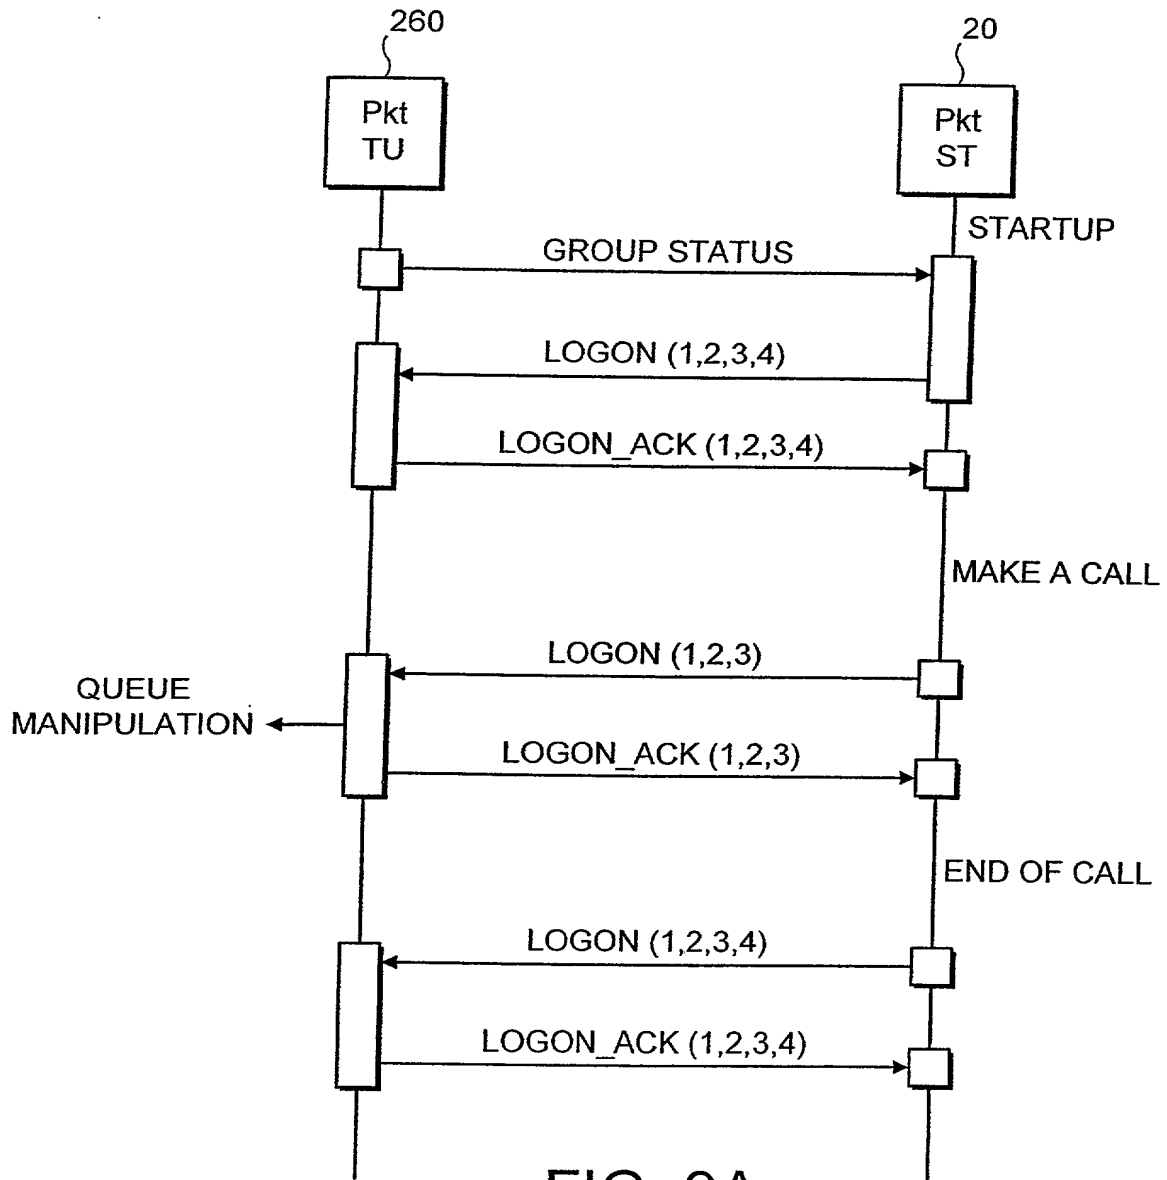 260
20
Pkt
TU
Pkt
ST
STARTUP
GROUP STATUS
LOGON (1,2,3,4)
LOGON_ACK (1,2,3,4)
MAKE A CALL
LOGON (1,2,3)
QUEUE
MANIPULATION
LOGON_ACK (1,2,3)
END OF CALL
LOGON (1,2,3,4)
LOGON_ACK (1,2,3,4)